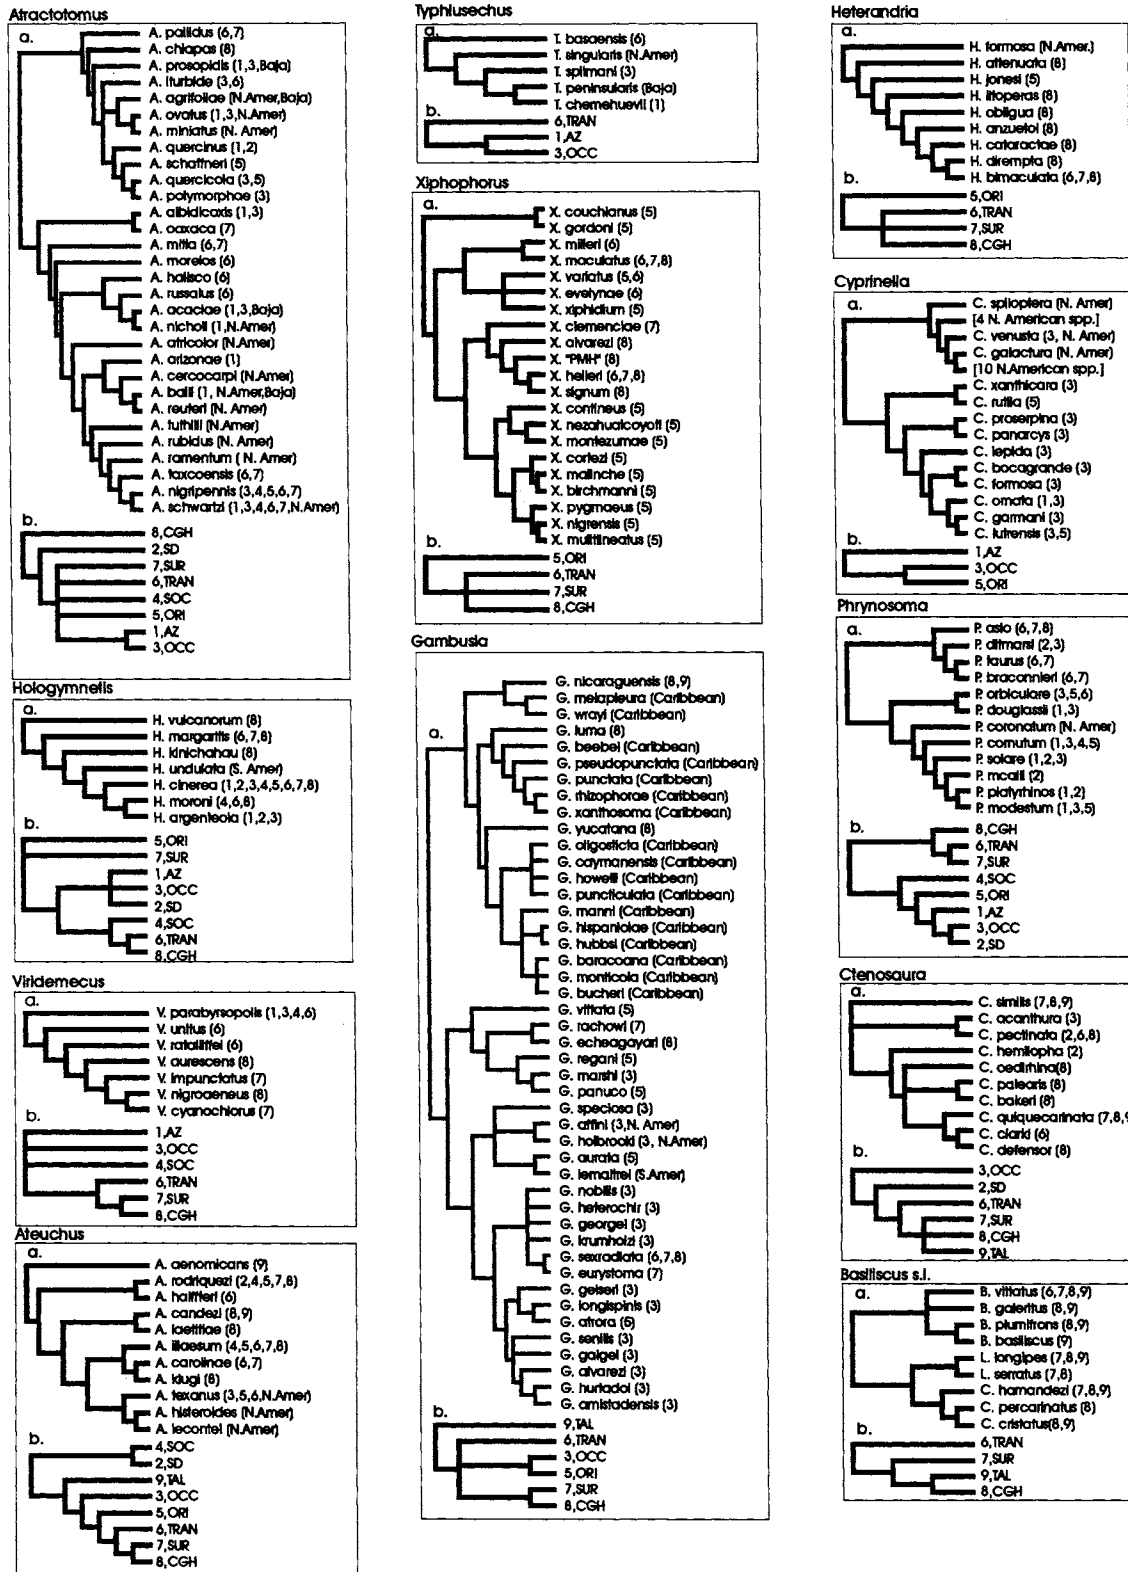 Atractotomus
a.
A. pallidus (6,7)
A. chiapas (8)
A. prosopidis (1,3,Baja)
A. iturbide (3,6)
A. agrifoliae (N.Amer,Baja)
A. ovatus (1,3,N.Amer)
A. miniatus (N. Amer)
A. quercinus (1,2)
A. schaffneri (5)
A. quercicola (3,5)
A. polymorphae (3)
A. albidicoxis (1,3)
A. oaxaca (7)
A. mitla (6,7)
A. morelos (6)
A. halisco (6)
A. russatus (6)
A. acaciae (1,3,Baja)
A. nicholi (1,N.Amer)
A. atricolor (N.Amer)
A. arizonae (1)
A. cercocarpi (N.Amer)
A. balli (1, N.Amer,Baja)
A. reuteri (N. Amer)
A. tuthilli (N.Amer)
A. rubidus (N. Amer)
A. ramentum ( N. Amer)
A. taxcoensis (6,7)
A. nigripennis (3,4,5,6,7)
A. schwartzi (1,3,4,6,7,N.Amer)
b.
8,CGH
2,SD
7,SUR
6,TRAN
4,SOC
5,ORI
1,AZ
3,OCC
Hologymnetis
a.
H. vulcanorum (8)
H. margaritis (6,7,8)
H. kinichahau (8)
H. undulata (S. Amer)
H. cinerea (1,2,3,4,5,6,7,8)
H. moroni (4,6,8)
H. argenteola (1,2,3)
b.
5,ORI
7,SUR
1,AZ
3,OCC
2,SD
4,SOC
6,TRAN
8,CGH
Viridemecus
a.
V. parabyrsopolis (1,3,4,6)
V. unitus (6)
V. ratcliffei (6)
V. aurescens (8)
V. impunctatus (7)
V. nigroaeneus (8)
V. cyanochlorus (7)
b.
1,AZ
3,OCC
4,SOC
6,TRAN
7,SUR
8,CGH
Ateuchus
a.
A. aenomicans (9)
A. rodriquezi (2,4,5,7,8)
A. halffteri (6)
A. candezi (8,9)
A. laetitiae (8)
A. illaesum (4,5,6,7,8)
A. carolinae (6,7)
A. klugi (8)
A. texanus (3,5,6,N.Amer)
A. histeroides (N.Amer)
A. lecontei (N.Amer)
b.
4,SOC
2,SD
9,TAL
3,OCC
5,ORI
6,TRAN
7,SUR
8,CGH
Typhlusechus
a.
T. basaensis (6)
T. singularis (N.Amer)
T. spilmani (3)
T. peninsularis (Baja)
T. chemehuevii (1)
b.
6,TRAN
1,AZ
3,OCC
Xiphophorus
a.
X. couchianus (5)
X. gordoni (5)
X. milleri (6)
X. maculatus (6,7,8)
X. variatus (5,6)
X. evelynae (6)
X. xiphidium (5)
X. clemenciae (7)
X. alvarezi (8)
X. "PMH" (8)
X. helleri (6,7,8)
X. signum (8)
X. contineus (5)
X. nezahualcoyotl (5)
X. montezumae (5)
X. cortezi (5)
X. malinche (5)
X. birchmanni (5)
X. pygmaeus (5)
X. nigrensis (5)
X. multilineatus (5)
b.
5,ORI
6,TRAN
7,SUR
8,CGH
Gambusia
a.
G. nicaraguensis (8,9)
G. melapleura (Caribbean)
G. wrayi (Caribbean)
G. luma (8)
G. beebei (Caribbean)
G. pseudopunctata (Caribbean)
G. punctata (Caribbean)
G. rhizophorae (Caribbean)
G. xanthosoma (Caribbean)
G. yucatana (8)
G. oligosticta (Caribbean)
G. caymanensis (Caribbean)
G. howelli (Caribbean)
G. puncticulata (Caribbean)
G. manni (Caribbean)
G. hispaniolae (Caribbean)
G. hubbsi (Caribbean)
G. baracoana (Caribbean)
G. monticola (Caribbean)
G. bucheri (Caribbean)
G. vittata (5)
G. rachowi (7)
G. echeagayari (8)
G. regani (5)
G. marshi (3)
G. panuco (5)
G. speciosa (3)
G. affini (3,N. Amer)
G. holbrooki (3, N.Amer)
G. aurata (5)
G. lemaitrei (S.Amer)
G. nobilis (3)
G. heterochir (3)
G. georgei (3)
G. krumholzi (3)
G. sexradiata (6,7,8)
G. eurystoma (7)
G. geiseri (3)
G. longispinis (3)
G. atrora (5)
G. senilis (3)
G. gaigei (3)
G. alvarezi (3)
G. hurtadoi (3)
G. amistadensis (3)
b.
9,TAL
6,TRAN
3,OCC
5,ORI
7,SUR
8,CGH
Heterandria
a.
H. formosa (N.Amer.)
H. attenuata (8)
H. jonesi (5)
H. litoperas (8)
H. obliqua (8)
H. anzuetoi (8)
H. cataractae (8)
H. dirempta (8)
H. bimaculata (6,7,8)
b.
5,ORI
6,TRAN
7,SUR
8,CGH
Cyprinella
a.
C. spiloptera (N. Amer)
[4 N. American spp.]
C. venusta (3, N. Amer)
C. galactura (N. Amer)
[10 N.American spp.]
C. xanthicara (3)
C. rutila (5)
C. proserpina (3)
C. panarcys (3)
C. lepida (3)
C. bocagrande (3)
C. formosa (3)
C. ornata (1,3)
C. garmani (3)
C. lutrensis (3,5)
b.
1,AZ
3,OCC
5,ORI
Phrynosoma
a.
P. asio (6,7,8)
P. ditmarsi (2,3)
P. taurus (6,7)
P. braconnieri (6,7)
P. orbiculare (3,5,6)
P. douglassii (1,3)
P. coronatum (N. Amer)
P. cornutum (1,3,4,5)
P. solare (1,2,3)
P. mcalli (2)
P. platyrhinos (1,2)
P. modestum (1,3,5)
b.
8,CGH
6,TRAN
7,SUR
4,SOC
5,ORI
1,AZ
3,OCC
2,SD
Ctenosaura
a.
C. similis (7,8,9)
C. acanthura (3)
C. pectinata (2,6,8)
C. hemilopha (2)
C. oedirhina(8)
C. palearis (8)
C. bakeri (8)
C. quiquecarinata (7,8,9
C. clarki (6)
C. defensor (8)
b.
3,OCC
2,SD
6,TRAN
7,SUR
8,CGH
9,TAL
Basiliscus s.l.
a.
B. vittatus (6,7,8,9)
B. galeritus (8,9)
B. plumifrons (8,9)
B. basiliscus (9)
L. longipes (7,8,9)
L. serratus (7,8)
C. hernandezi (7,8,9)
C. percarinatus (8)
C. cristatus(8,9)
b.
6,TRAN
7,SUR
9,TAL
8,CGH